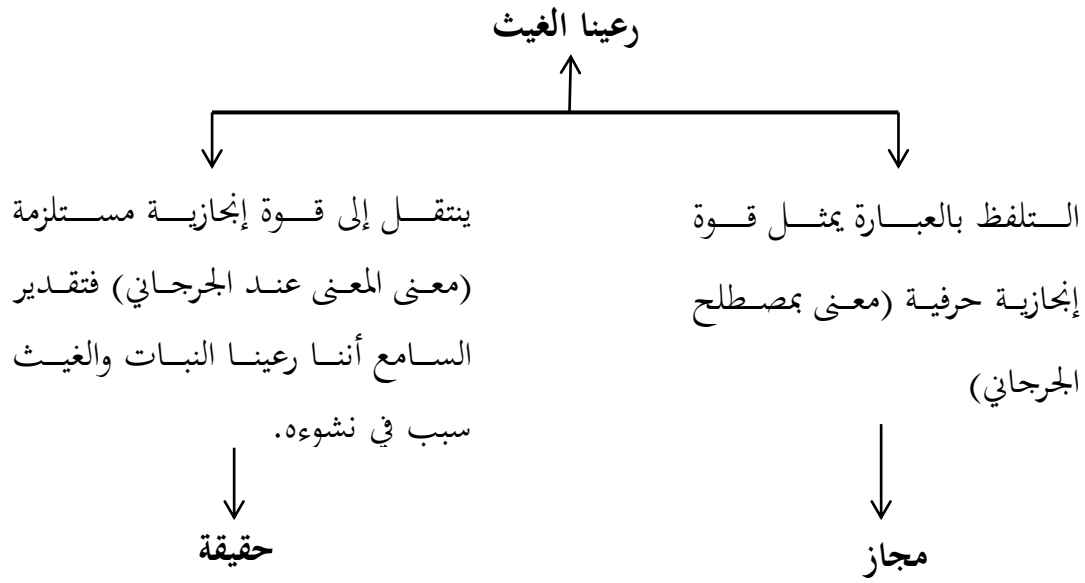 رعينا الغيث
التلفظ بالعبارة يمثل قوة
إنجازية حرفية (معنى بمصطلح
الجرجاني)
مجاز
ينتقل إلى قوة إنجازية مستلزمة
(معنى المعنى عند الجرجاني) فتقدير
السامع أننا رعينا النبات والغيث
سبب في نشوءه.
حقيقة